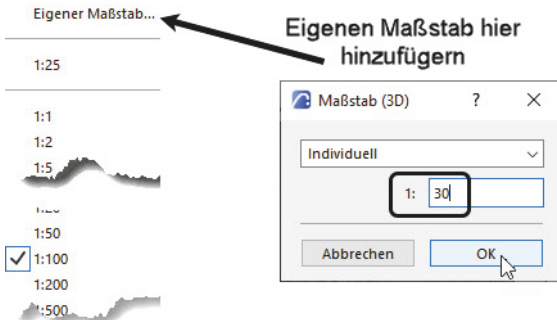 Eigener Maßstab...
1:25
1:1
1:2
1:5
1:50
1:100
1:200
1:500
Eigenen Maßstab hier
hinzufügen
Maßstab (3D) ? ×
Individuell
1: 30
Abbrechen OK